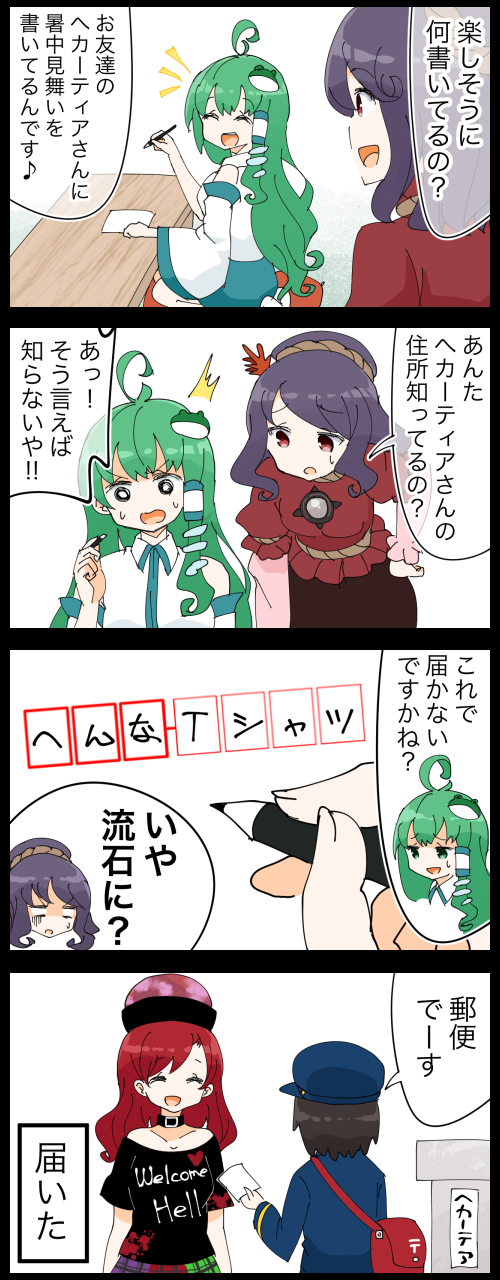 楽しそうに
何書いてるの?
お友達の
ヘカーティアさんに
暑中見舞いを
書いてるんです♪
あんた
ヘカーティアさんの
住所知ってるの?
あっ!
そう言えば
知らないや!!
これで
届かない
ですかね?
へんなTシャツ
いや
流石に?
郵便
でーす
Welcome
Hell
〒
ヘカーテア
届いた